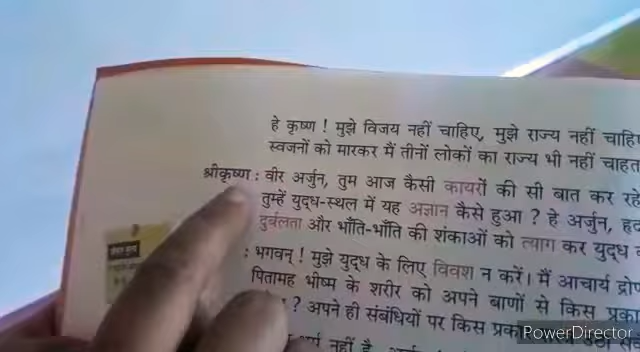 हे कृष्ण ! मुझे विजय नहीं चाहिए, मुझे राज्य नहीं
स्वजनों को मारकर मैं तीनों लोकों का राज्य भी नहीं
श्रीकृष्ण : वीर अर्जुन, तुम आज कैसी कायरों की सी बात कर
तुम्हें युद्ध-स्थल में यह अज्ञान कैसे हुआ ? हे अर्जुन,
दुर्बलता और भाँति-भाँति की शंकाओं को त्याग कर युद्ध
: भगवन् ! मुझे युद्ध के लिए विवश न करें। मैं आचार्य
पितामह भीष्म के शरीर को अपने बाणों से किस
? अपने ही संबंधियों पर किस
नहीं है
PowerDirector